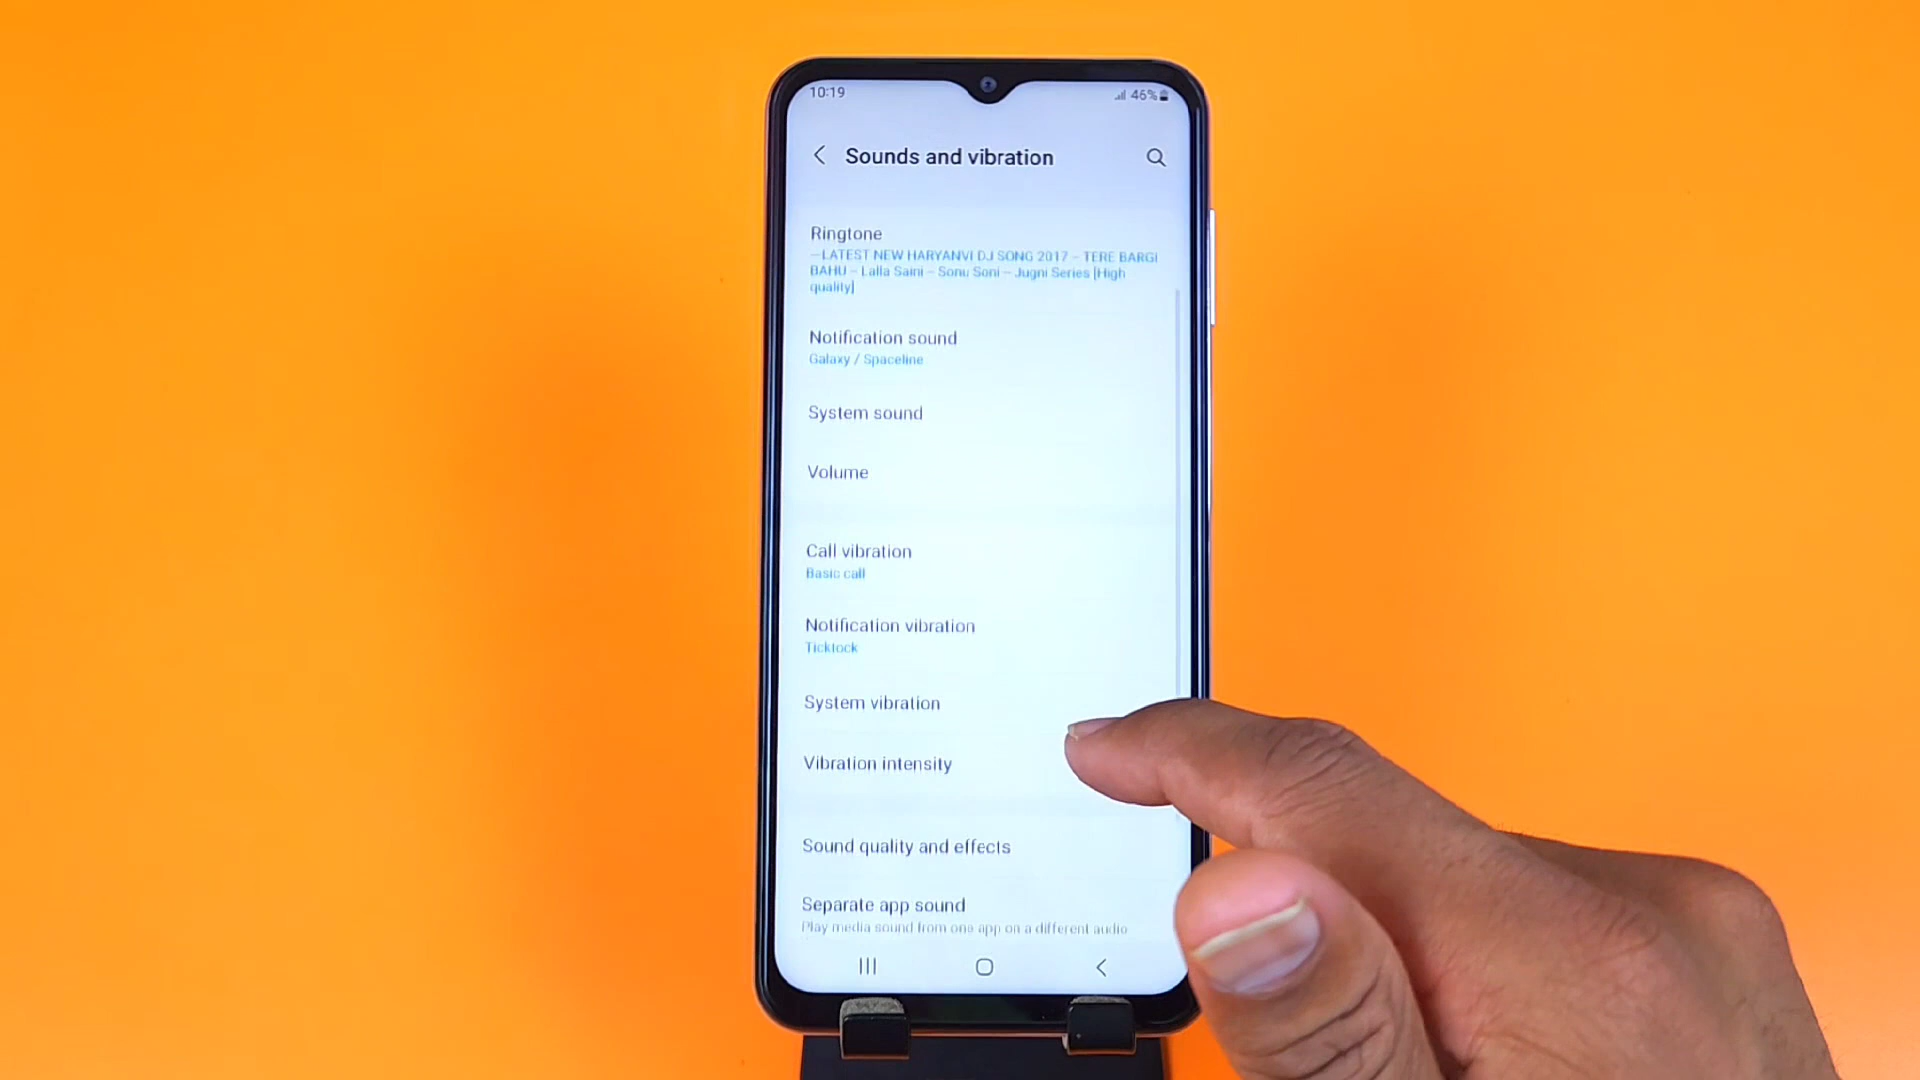 10:19
46%
Sounds and vibration
Ringtone
--LATEST NEW HARYANVI DJ SONG 2017 – TERE BARGI
BAHU – Lalla Saini – Sonu Soni -- Jugni Series [High
quality]
Notification sound
Galaxy / Spaceline
System sound
Volume
Call vibration
Basic call
Notification vibration
Ticktock
System vibration
Vibration intensity
Sound quality and effects
Separate app sound
Play media sound from one app on a different audio